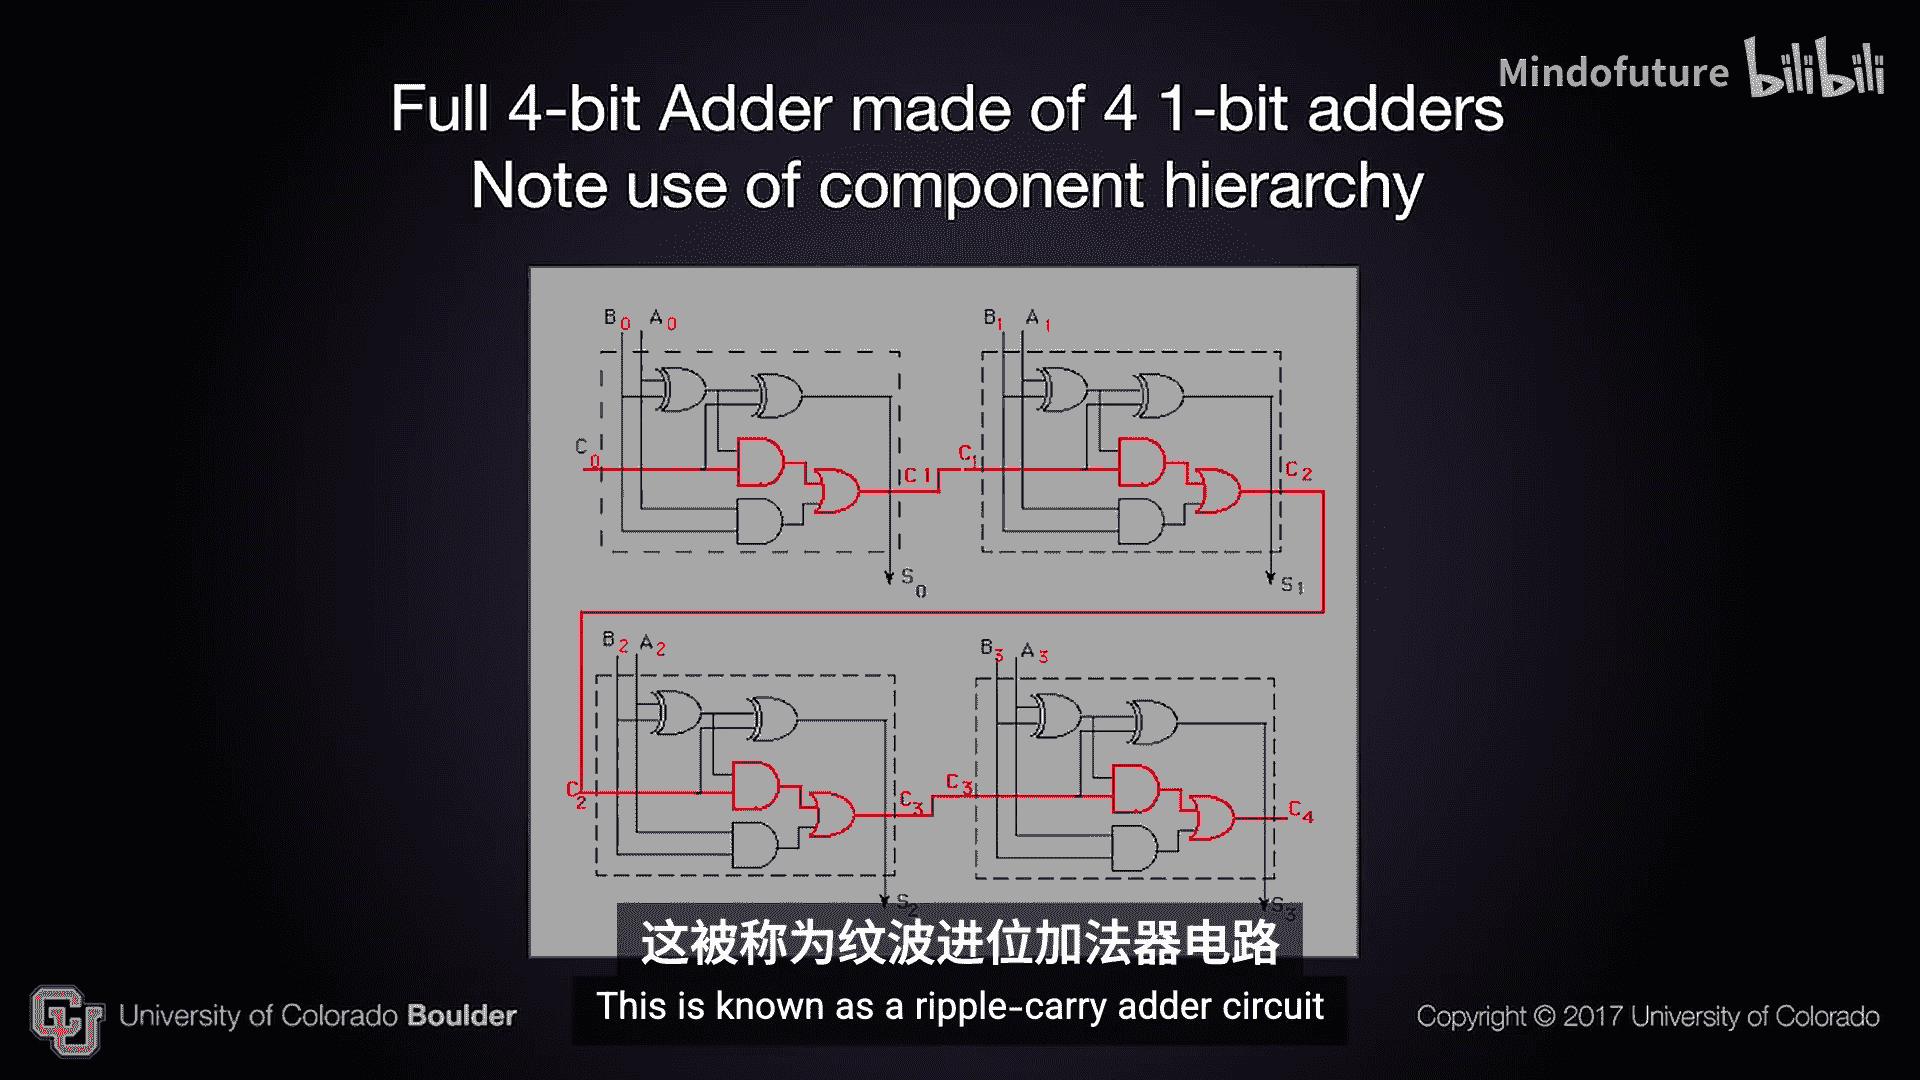 Mindofuture bilibili
Full 4-bit Adder made of 4 1-bit adders
Note use of component hierarchy
B0 A0 B1 A1
C0 C1 C1 C2
S0 S1
B2 A2 B3 A3
C2 C3 C3 C4
S2 S3
这被称为纹波进位加法器电路
This is known as a ripple-carry adder circuit
CU University of Colorado Boulder
Copyright © 2017 University of Colorado